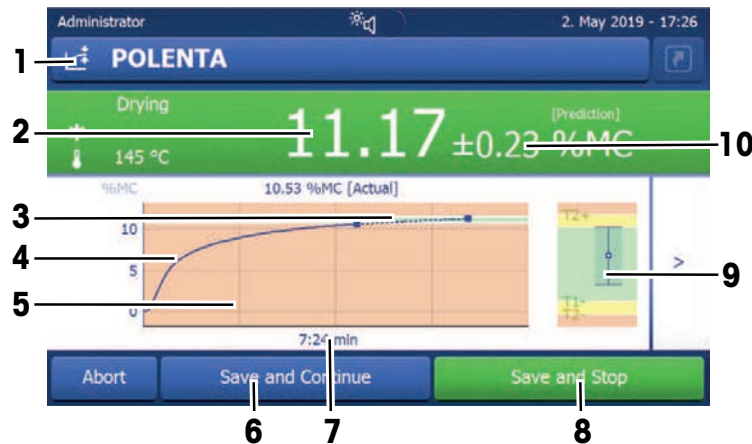 Administrator
2. May 2019 - 17:26
1
POLENTA
Drying
[Prediction]
2
11.17 ±0.23 %MC
10
145 °C
%MC
10.53 %MC [Actual]
3
T2+
10
4
9
>
5
5
T1-
0
T2-
7:24 min
Abort
Save and Continue
Save and Stop
6
7
8